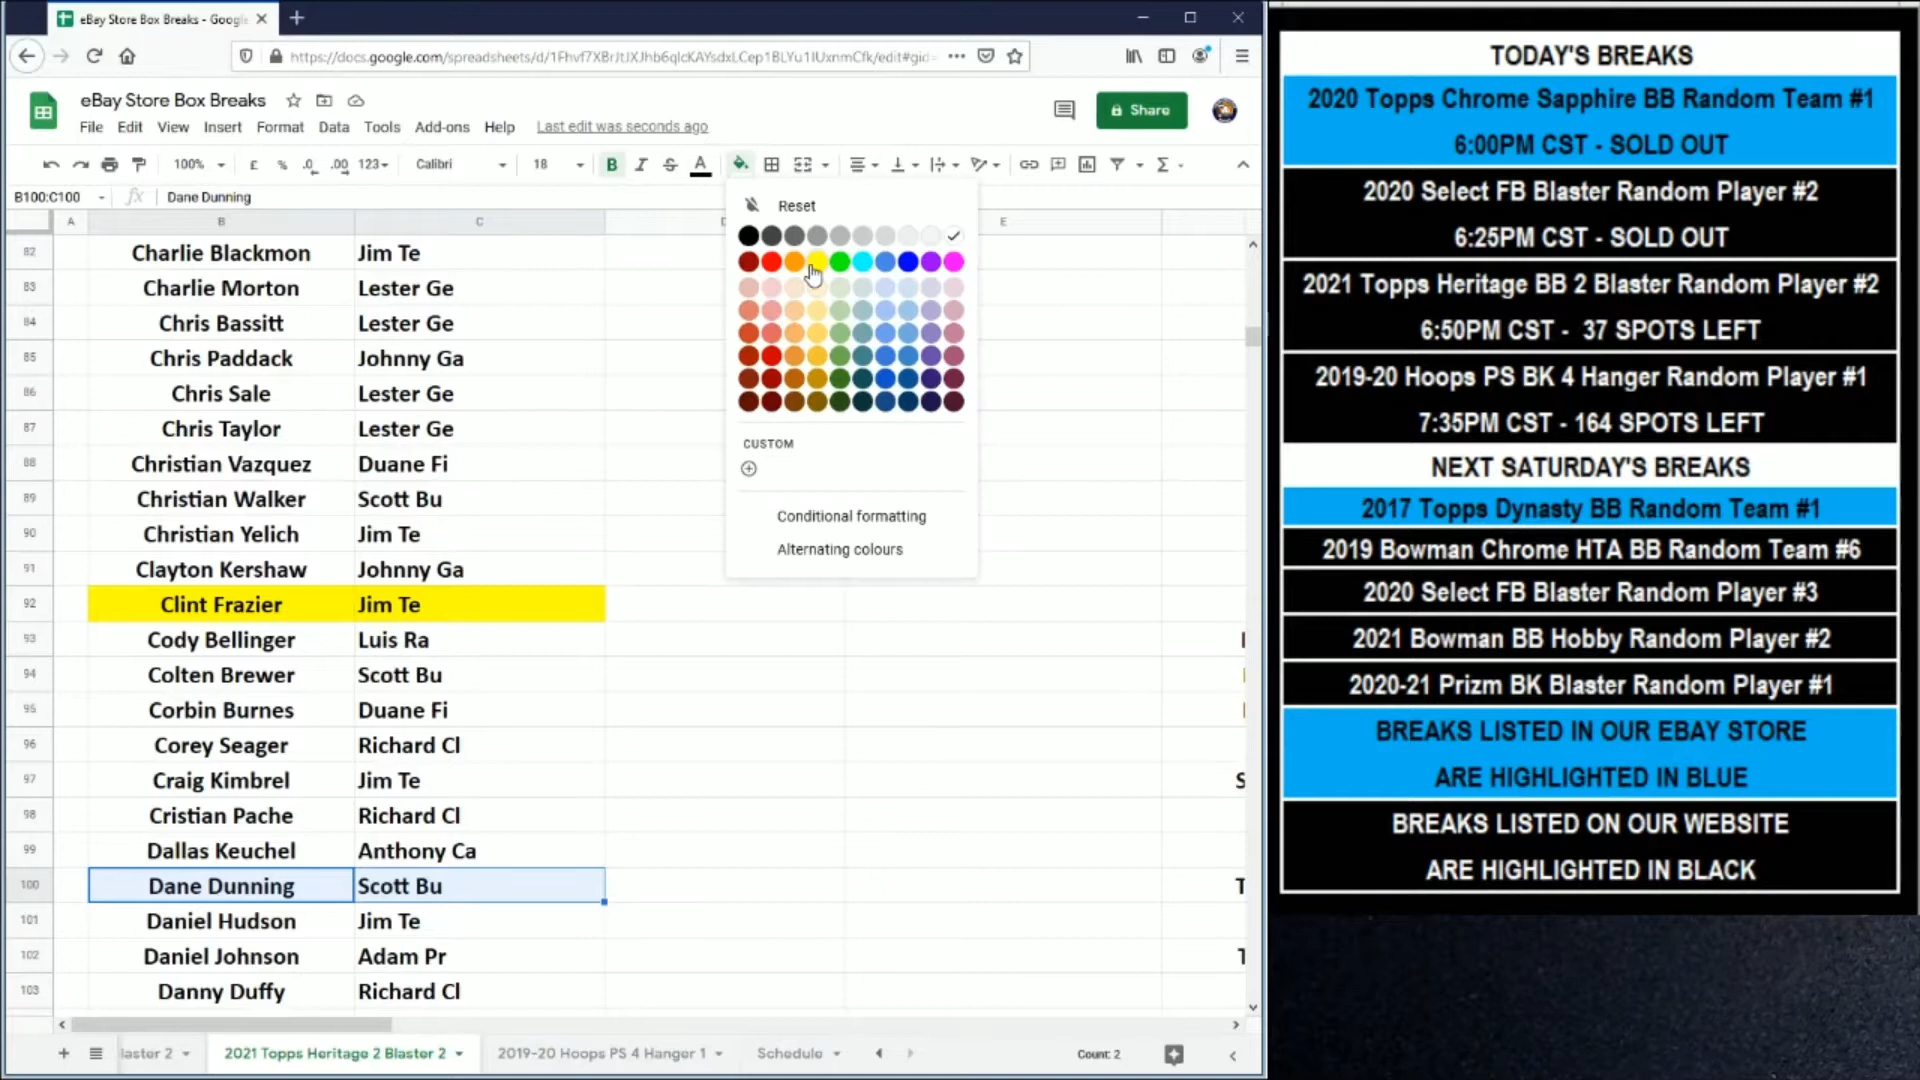 eBay Store Box Breaks - Google
https://docs.google.com/spreadsheets/d/1Fhvf7XBrJtJXJhb6qlcKAYsdxLCep1BLYu1IUxnmCfk/edit#gid=
eBay Store Box Breaks
Share
File Edit View Insert Format Data Tools Add-ons Help Last edit was seconds ago
100% £ % .0 .00 123 Calibri 18 B I S A
B100:C100 fx Dane Dunning
A B C D E
82 Charlie Blackmon Jim Te
83 Charlie Morton Lester Ge
84 Chris Bassitt Lester Ge
85 Chris Paddack Johnny Ga
86 Chris Sale Lester Ge
87 Chris Taylor Lester Ge
88 Christian Vazquez Duane Fi
89 Christian Walker Scott Bu
90 Christian Yelich Jim Te
91 Clayton Kershaw Johnny Ga
92 Clint Frazier Jim Te
93 Cody Bellinger Luis Ra
94 Colten Brewer Scott Bu
95 Corbin Burnes Duane Fi
96 Corey Seager Richard Cl
97 Craig Kimbrel Jim Te S
98 Cristian Pache Richard Cl
99 Dallas Keuchel Anthony Ca
100 Dane Dunning Scott Bu T
101 Daniel Hudson Jim Te
102 Daniel Johnson Adam Pr T
103 Danny Duffy Richard Cl
Reset
CUSTOM
Conditional formatting
Alternating colours
laster 2 2021 Topps Heritage 2 Blaster 2 2019-20 Hoops PS 4 Hanger 1 Schedule Count: 2
TODAY'S BREAKS
2020 Topps Chrome Sapphire BB Random Team #1
6:00PM CST - SOLD OUT
2020 Select FB Blaster Random Player #2
6:25PM CST - SOLD OUT
2021 Topps Heritage BB 2 Blaster Random Player #2
6:50PM CST - 37 SPOTS LEFT
2019-20 Hoops PS BK 4 Hanger Random Player #1
7:35PM CST - 164 SPOTS LEFT
NEXT SATURDAY'S BREAKS
2017 Topps Dynasty BB Random Team #1
2019 Bowman Chrome HTA BB Random Team #6
2020 Select FB Blaster Random Player #3
2021 Bowman BB Hobby Random Player #2
2020-21 Prizm BK Blaster Random Player #1
BREAKS LISTED IN OUR EBAY STORE
ARE HIGHLIGHTED IN BLUE
BREAKS LISTED ON OUR WEBSITE
ARE HIGHLIGHTED IN BLACK